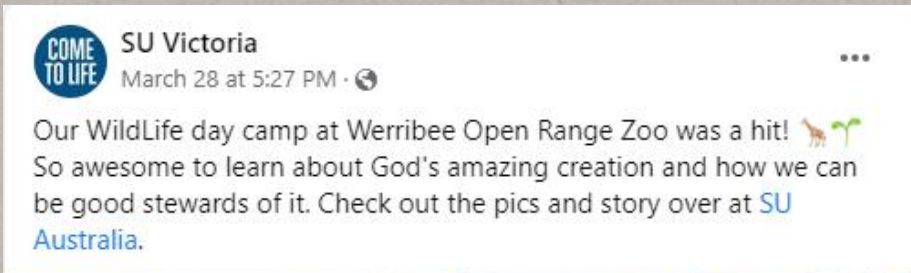 COME
TO LIFE
SU Victoria
March 28 at 5:27 PM ·
Our WildLife day camp at Werribee Open Range Zoo was a hit! 🦒🌱
So awesome to learn about God's amazing creation and how we can
be good stewards of it. Check out the pics and story over at SU
Australia.